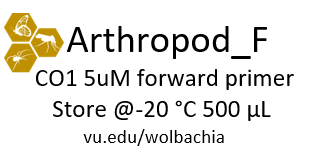 Arthropod_F
CO1 5uM forward primer
Store @-20 °C 500 µL
vu.edu/wolbachia